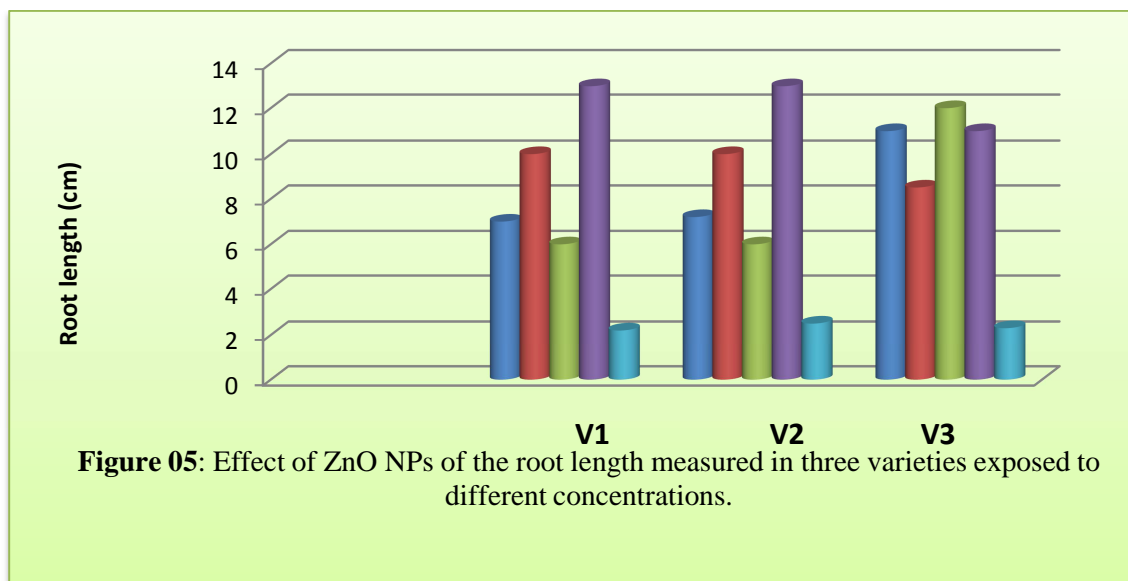 14
12
10
8
6
4
2
0
Root length (cm)
V1 V2 V3
Figure 05: Effect of ZnO NPs of the root length measured in three varieties exposed to
different concentrations.